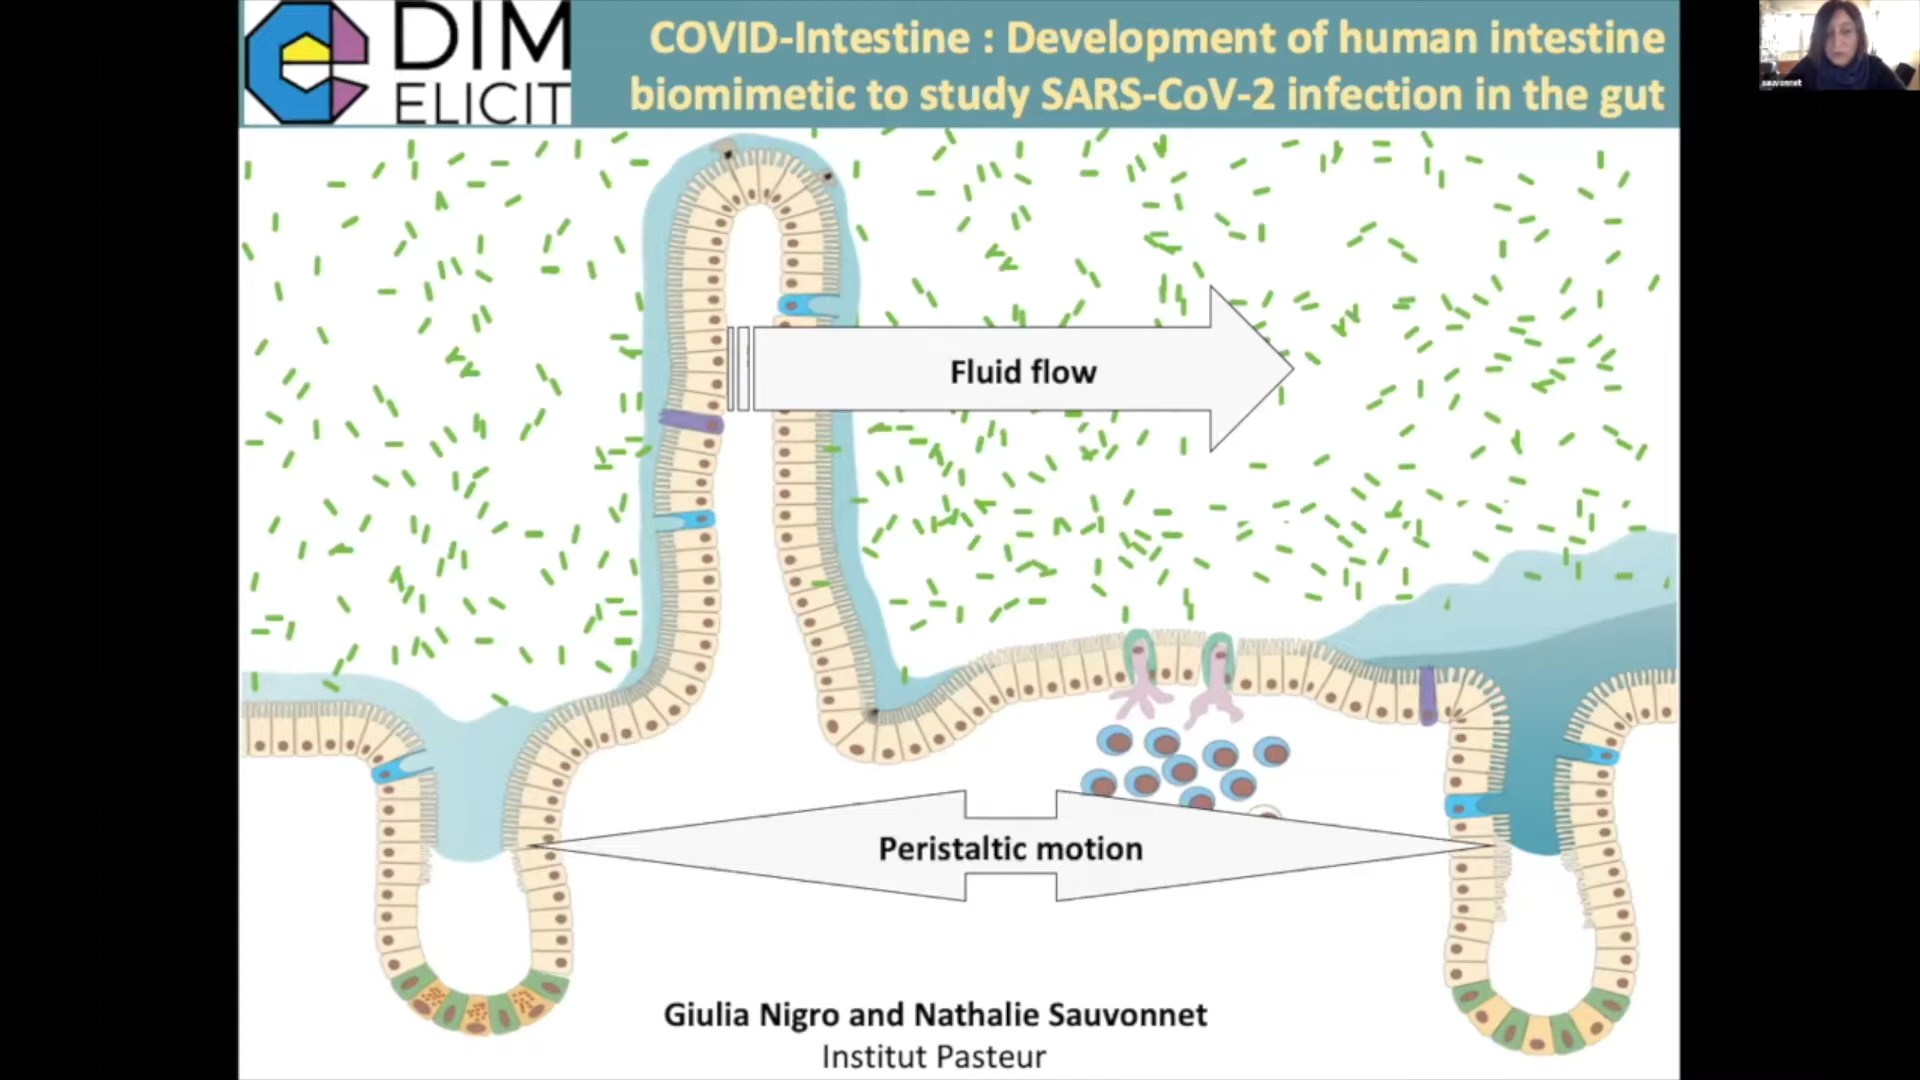 DIM
ELICIT
COVID-Intestine : Development of human intestine
biomimetic to study SARS-CoV-2 infection in the gut
sauvonnet
Fluid flow
Peristaltic motion
Giulia Nigro and Nathalie Sauvonnet
Institut Pasteur